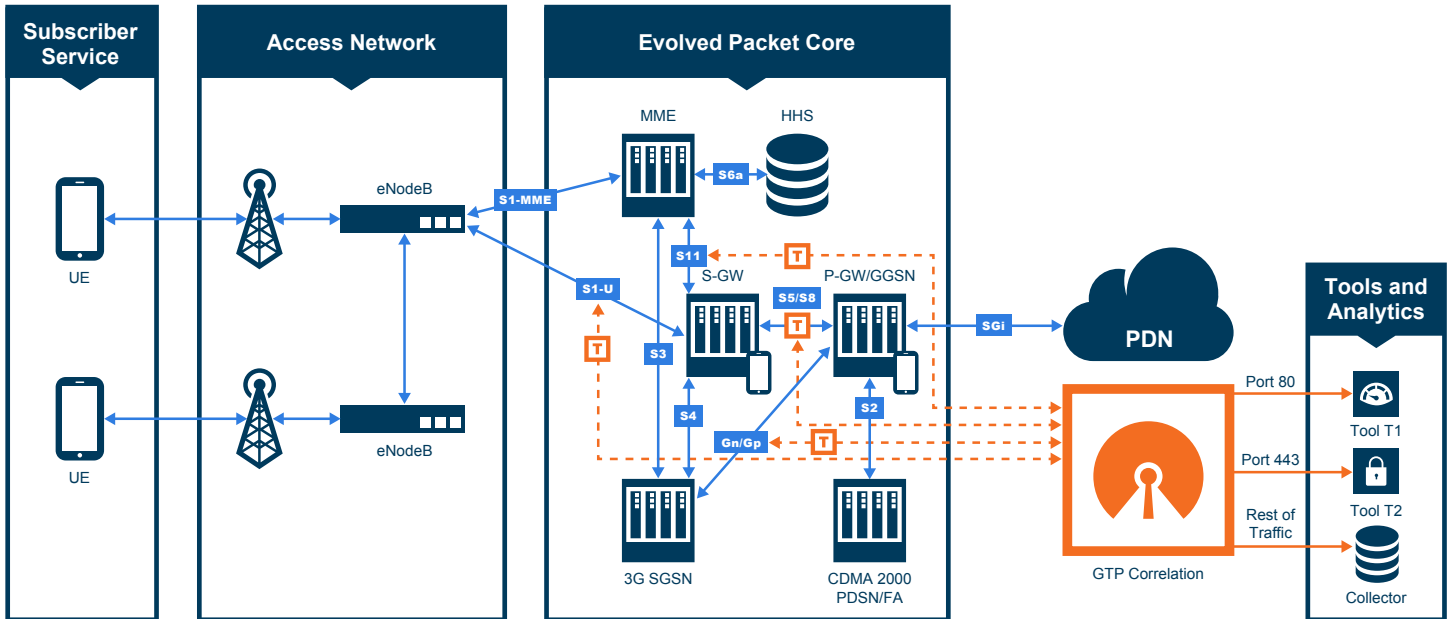 Subscriber
Service
Access Network
Evolved Packet Core
MME
HHS
S6a
eNodeB
S1-MME
UE
S11
T
S-GW
P-GW/GGSN
S1-U
S5/S8
T
SGi
PDN
Tools and
Analytics
T
S3
Port 80
S4
S2
Tool T1
Gn/Gp
T
eNodeB
UE
Port 443
Tool T2
Rest of
Traffic
3G SGSN
CDMA 2000
PDSN/FA
GTP Correlation
Collector